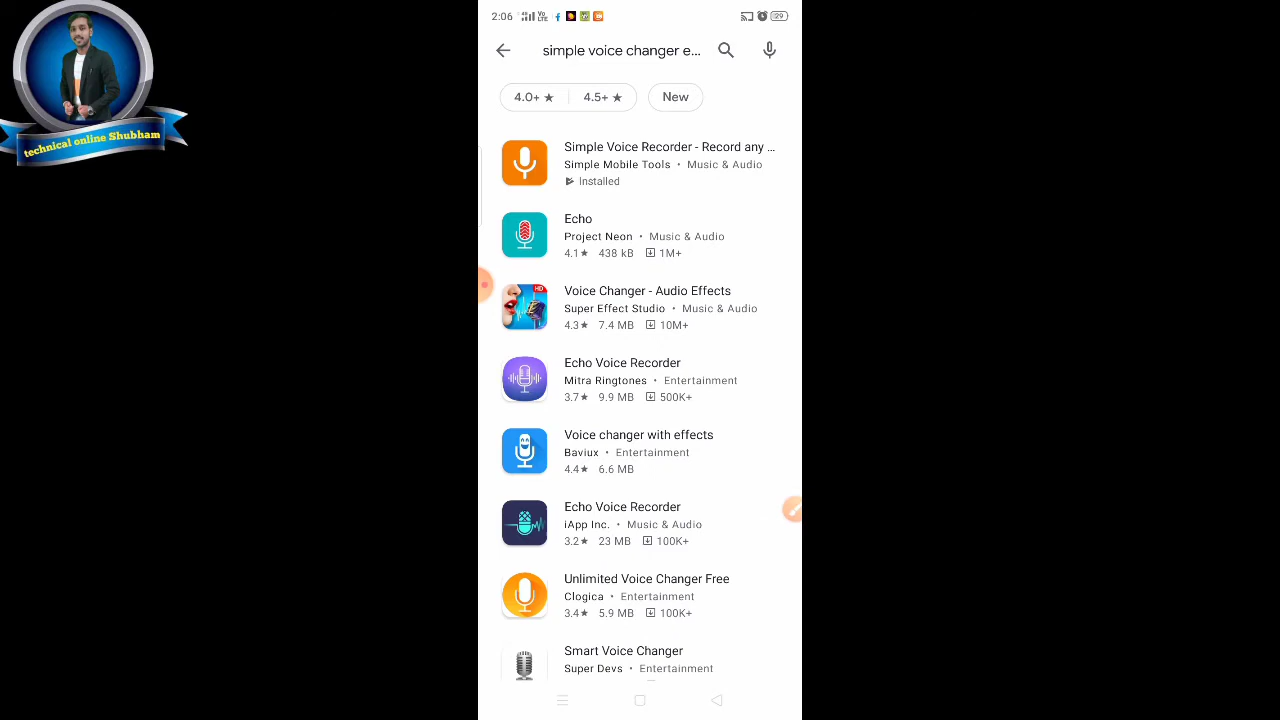 technical online Shubham
2:06 4G Vo LTE 29
simple voice changer e...
4.0+ ★ 4.5+ ★ New
Simple Voice Recorder - Record any ...
Simple Mobile Tools • Music & Audio
Installed
Echo
Project Neon • Music & Audio
4.1★ 438 kB 1M+
HD
Voice Changer - Audio Effects
Super Effect Studio • Music & Audio
4.3★ 7.4 MB 10M+
Echo Voice Recorder
Mitra Ringtones • Entertainment
3.7★ 9.9 MB 500K+
Voice changer with effects
Baviux • Entertainment
4.4★ 6.6 MB
Echo Voice Recorder
iApp Inc. • Music & Audio
3.2★ 23 MB 100K+
Unlimited Voice Changer Free
Clogica • Entertainment
3.4★ 5.9 MB 100K+
Smart Voice Changer
Super Devs • Entertainment